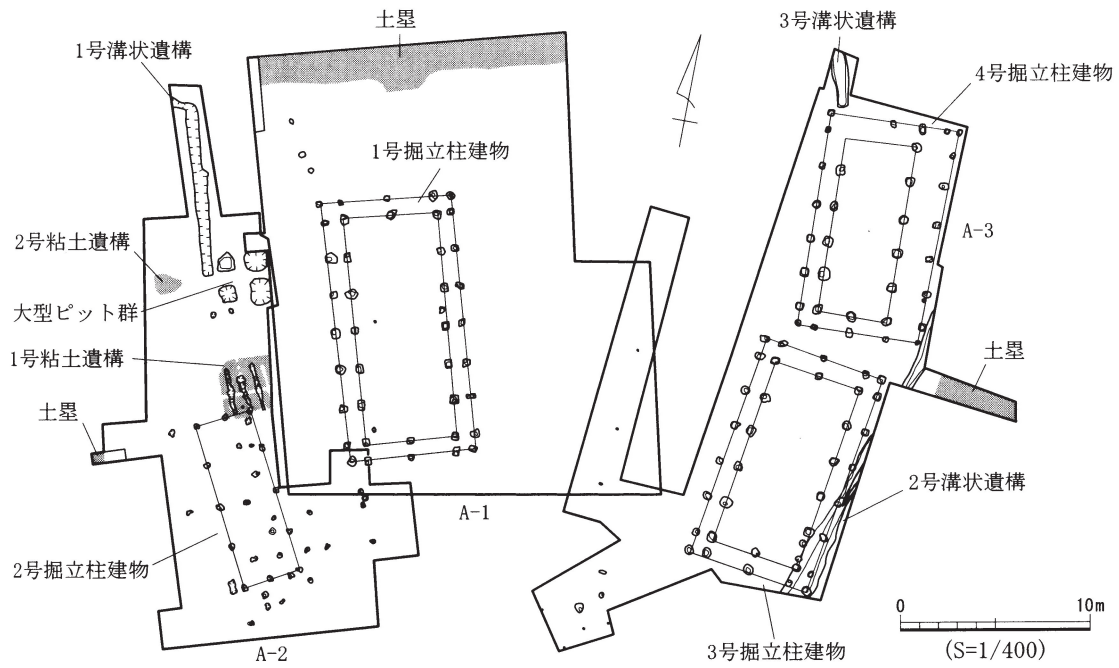 土塁
1号溝状遺構
3号溝状遺構
4号掘立柱建物
1号掘立柱建物
2号粘土遺構
大型ピット群
1号粘土遺構
土塁
A-3
土塁
2号溝状遺構
A-1
2号掘立柱建物
A-2
3号掘立柱建物
0 10m
(S=1/400)